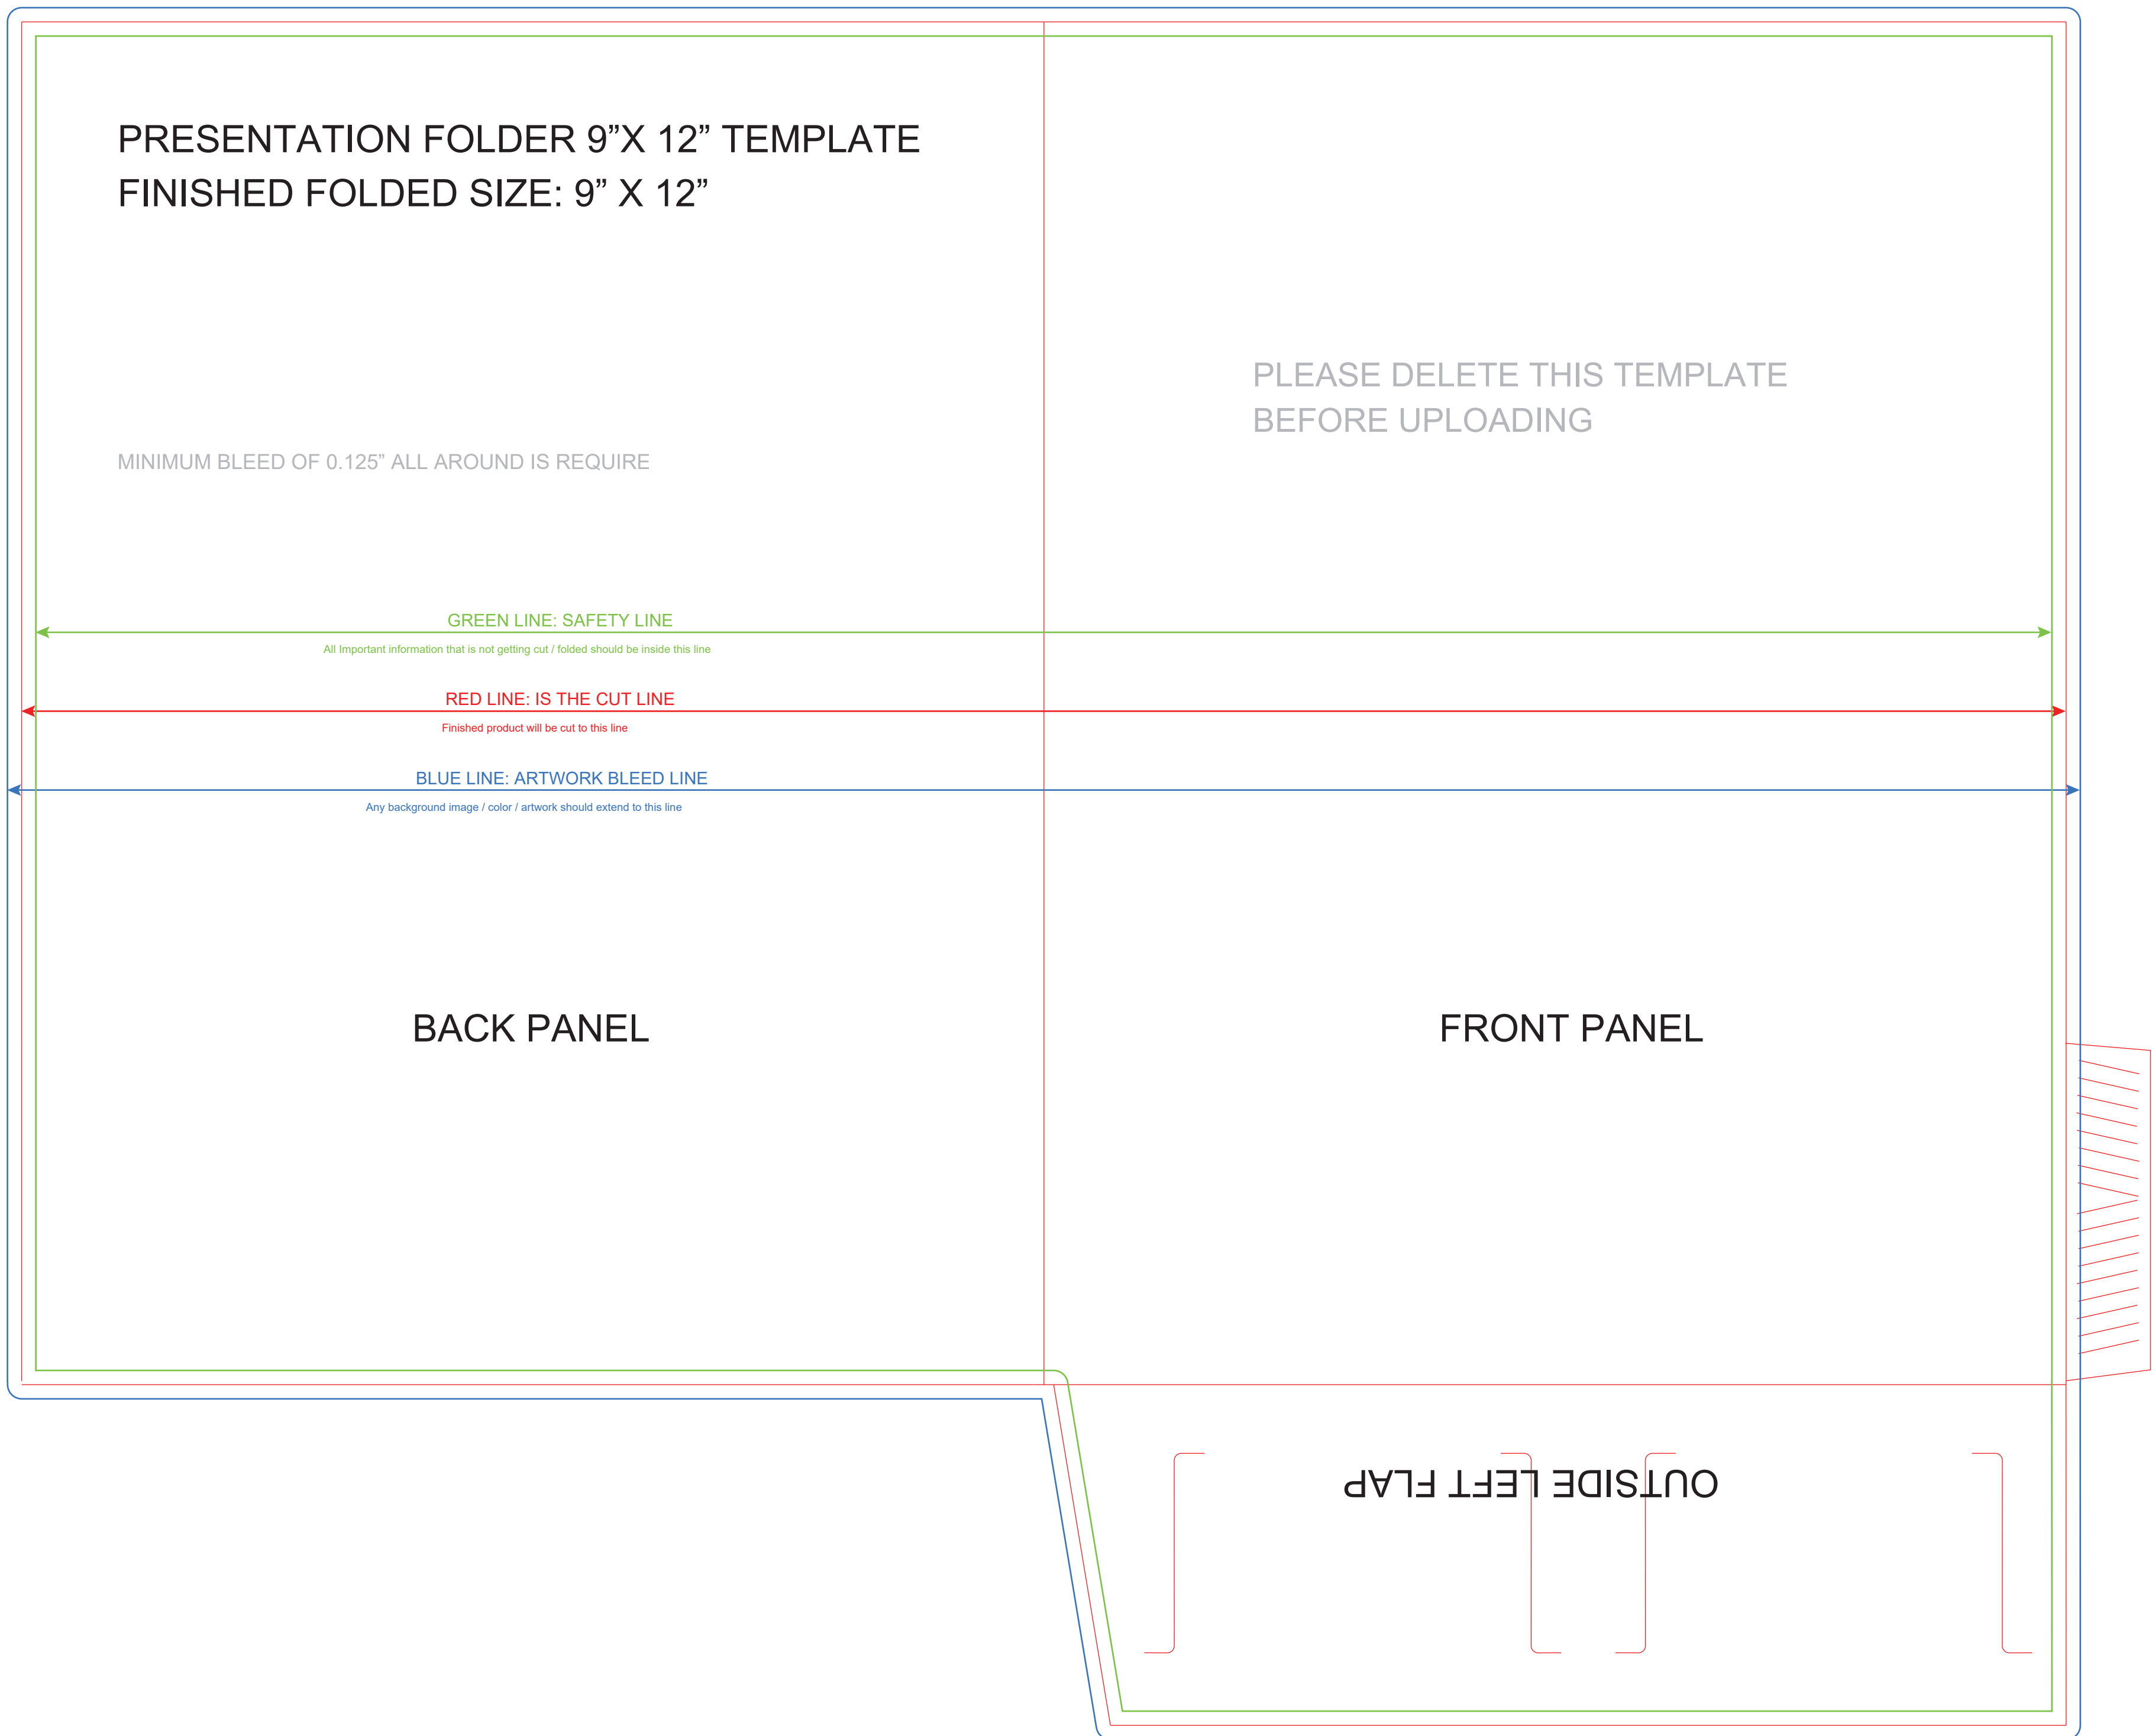 PRESENTATION FOLDER 9”X 12” TEMPLATE
FINISHED FOLDED SIZE: 9” X 12”
PLEASE DELETE THIS TEMPLATE
BEFORE UPLOADING
MINIMUM BLEED OF 0.125” ALL AROUND IS REQUIRE
GREEN LINE: SAFETY LINE
All Important information that is not getting cut / folded should be inside this line
RED LINE: IS THE CUT LINE
Finished product will be cut to this line
BLUE LINE: ARTWORK BLEED LINE
Any background image / color / artwork should extend to this line
BACK PANEL
FRONT PANEL
OUTSIDE LEFT FLAP